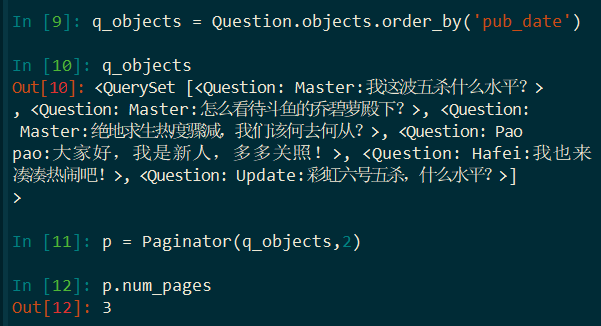 In [9]: q_objects = Question.objects.order_by('pub_date')
In [10]: q_objects
Out[10]: <QuerySet [<Question: Master:我这波五杀什么水平？>
, <Question: Master:怎么看待斗鱼的乔碧萝殿下？>, <Question:
Master:绝地求生热度骤减，我们该何去何从？>, <Question: Pao
pao:大家好，我是新人，多多关照！>, <Question: Hafei:我也来
凑凑热闹吧！>, <Question: Update:彩虹六号五杀，什么水平？>]
>
In [11]: p = Paginator(q_objects,2)
In [12]: p.num_pages
Out[12]: 3